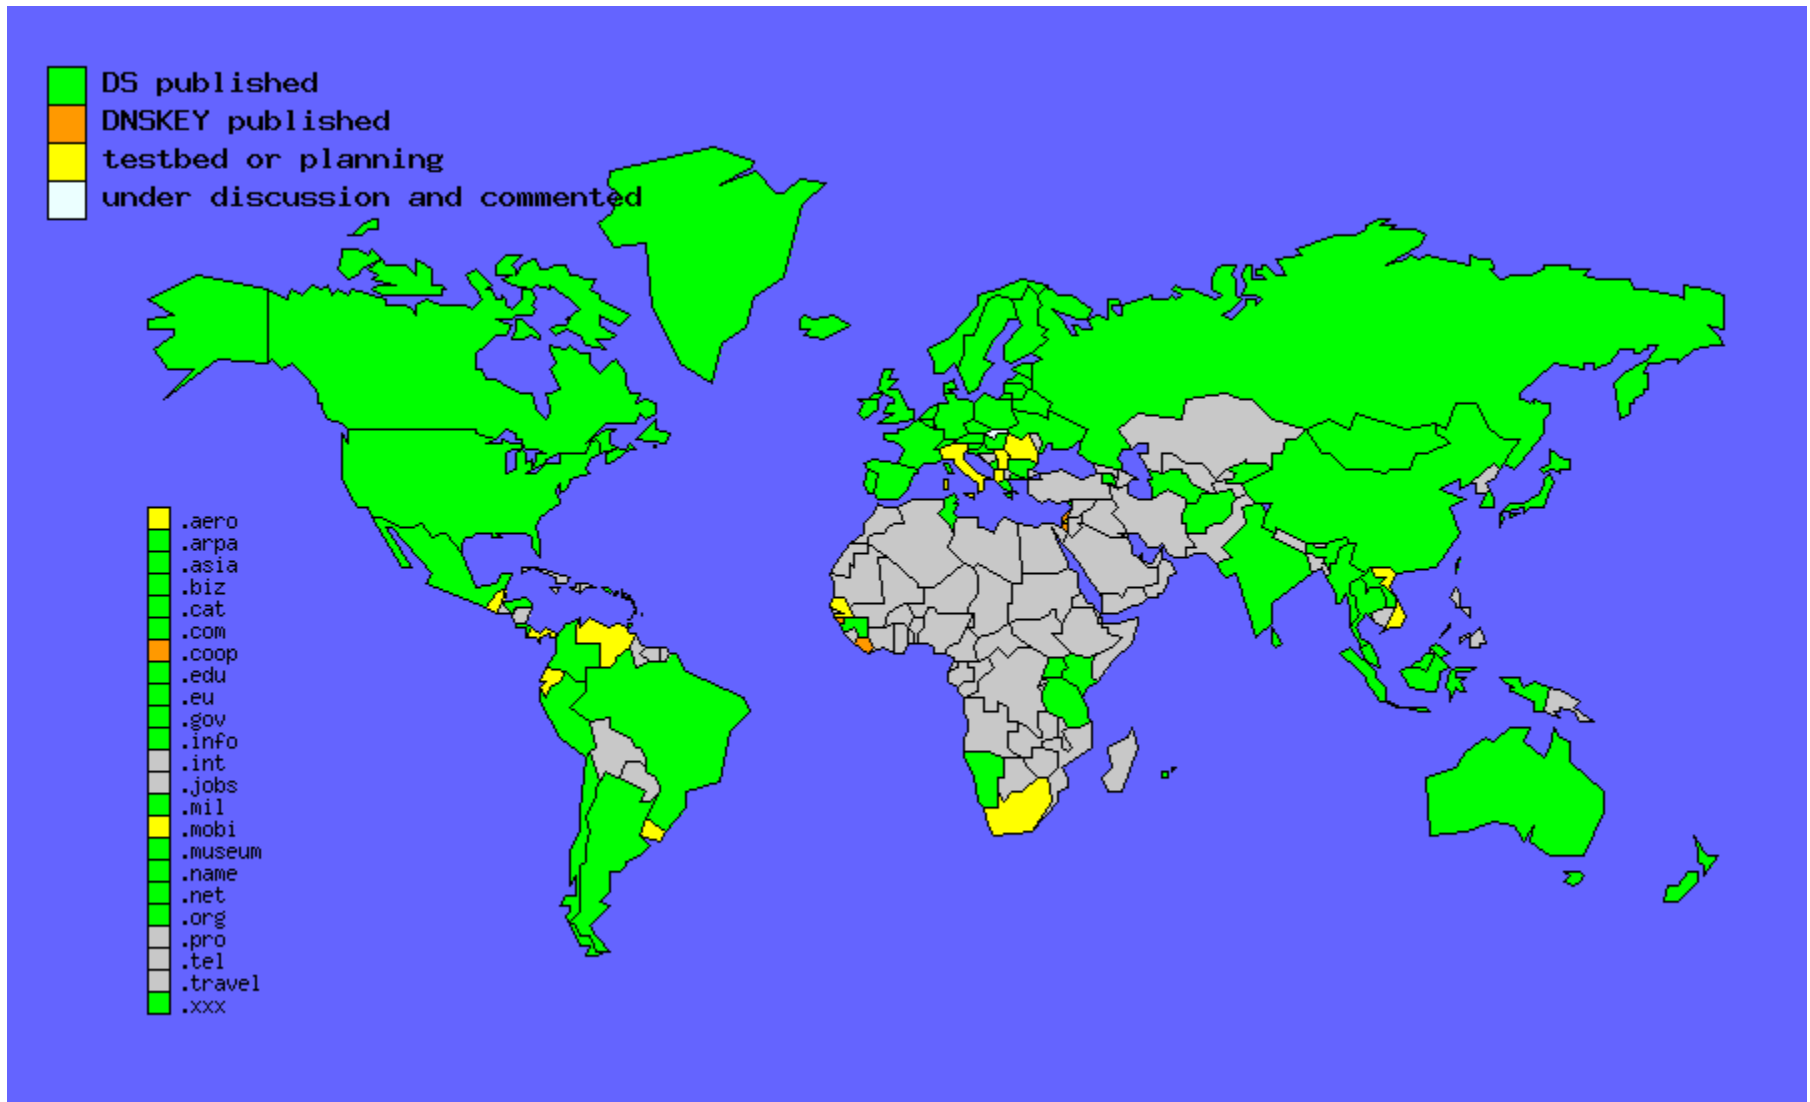 DS published
DNSKEY published
testbed or planning
under discussion and commented
.aero
.arpa
.asia
.biz
.cat
.com
.coop
.edu
.eu
.gov
.info
.int
.jobs
.mil
.mobi
.museum
.name
.net
.org
.pro
.tel
.travel
.xxx